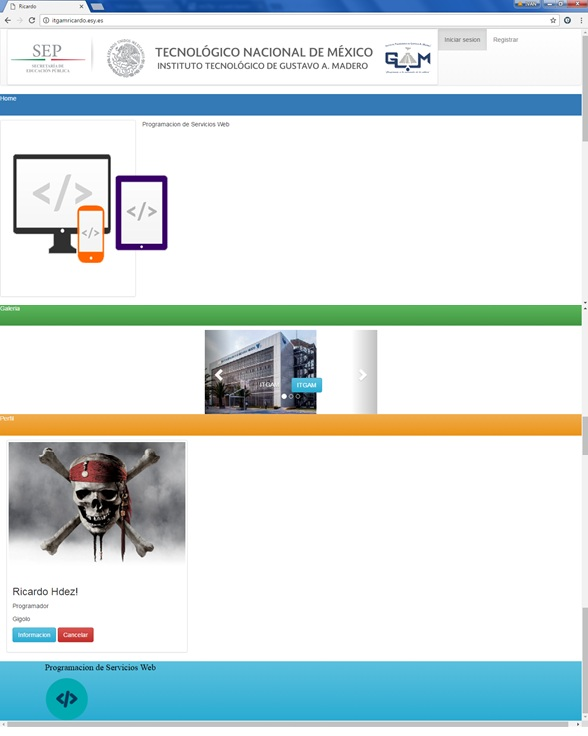 Ricardo
itgamricardo.esy.es
SEP
SECRETARÍA DE
EDUCACIÓN PÚBLICA
TECNOLÓGICO NACIONAL DE MÉXICO
INSTITUTO TECNOLÓGICO DE GUSTAVO A. MADERO
GAM
Iniciar sesion
Registrar
Home
Programacion de Servicios Web
</>
</>
</>
Galeria
ITGAM
ITGAM
Perfil
Ricardo Hdez!
Programador
Gigolo
Informacion
Cancelar
Programacion de Servicios Web
</>